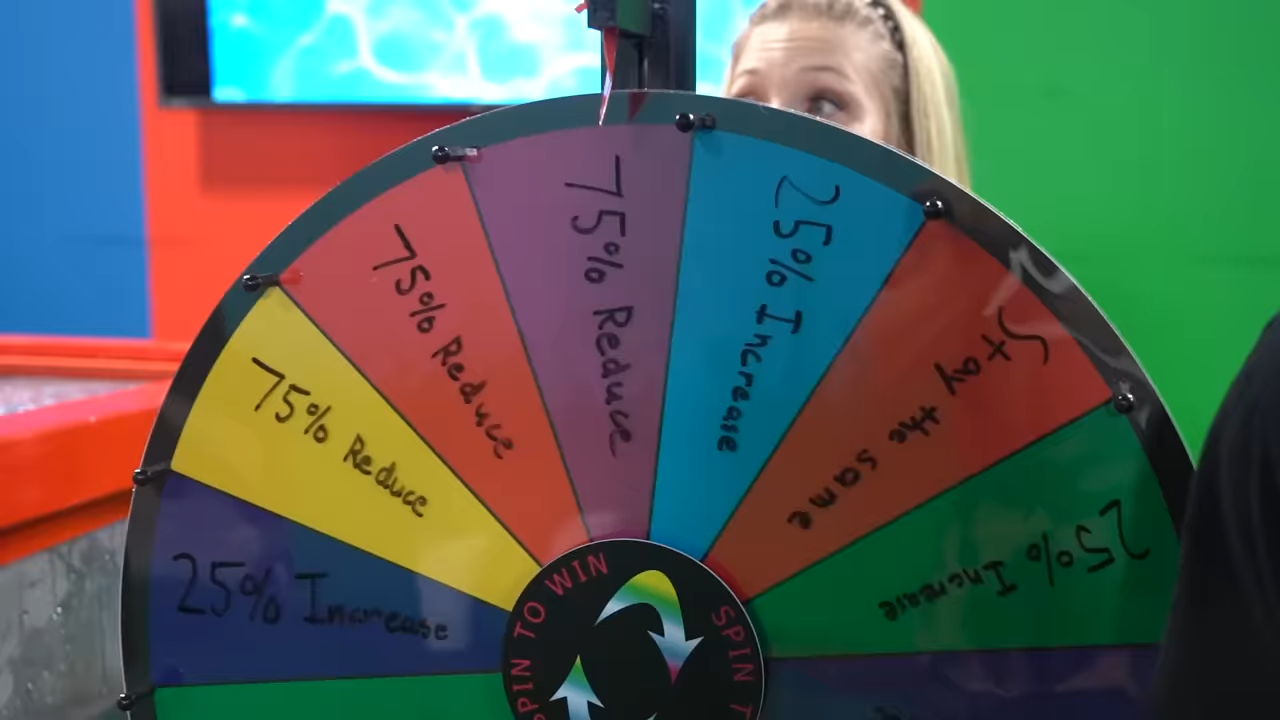 25% Increase
75% Reduce
75% Reduce
75% Reduce
25% Increase
Stay the same
25% Increase
SPIN TO WIN
SPIN T